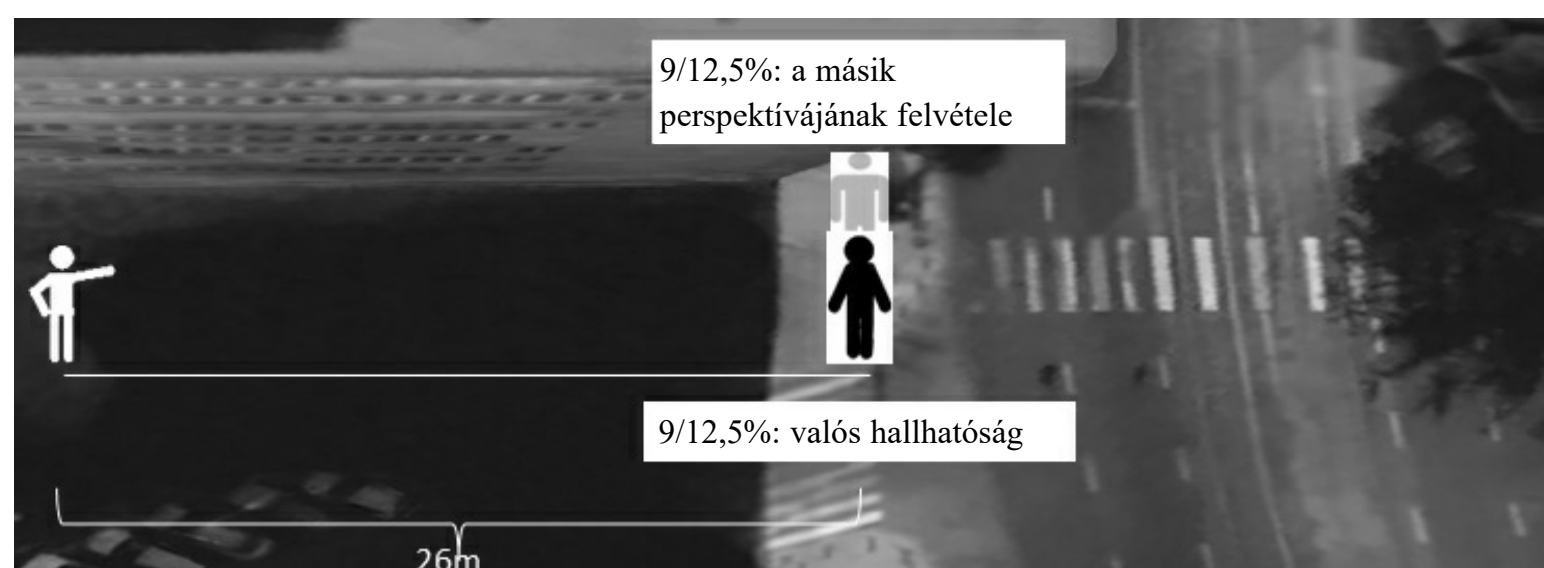 9/12,5%: a másik
perspektívájának felvétele
9/12,5%: valós hallhatóság
26m